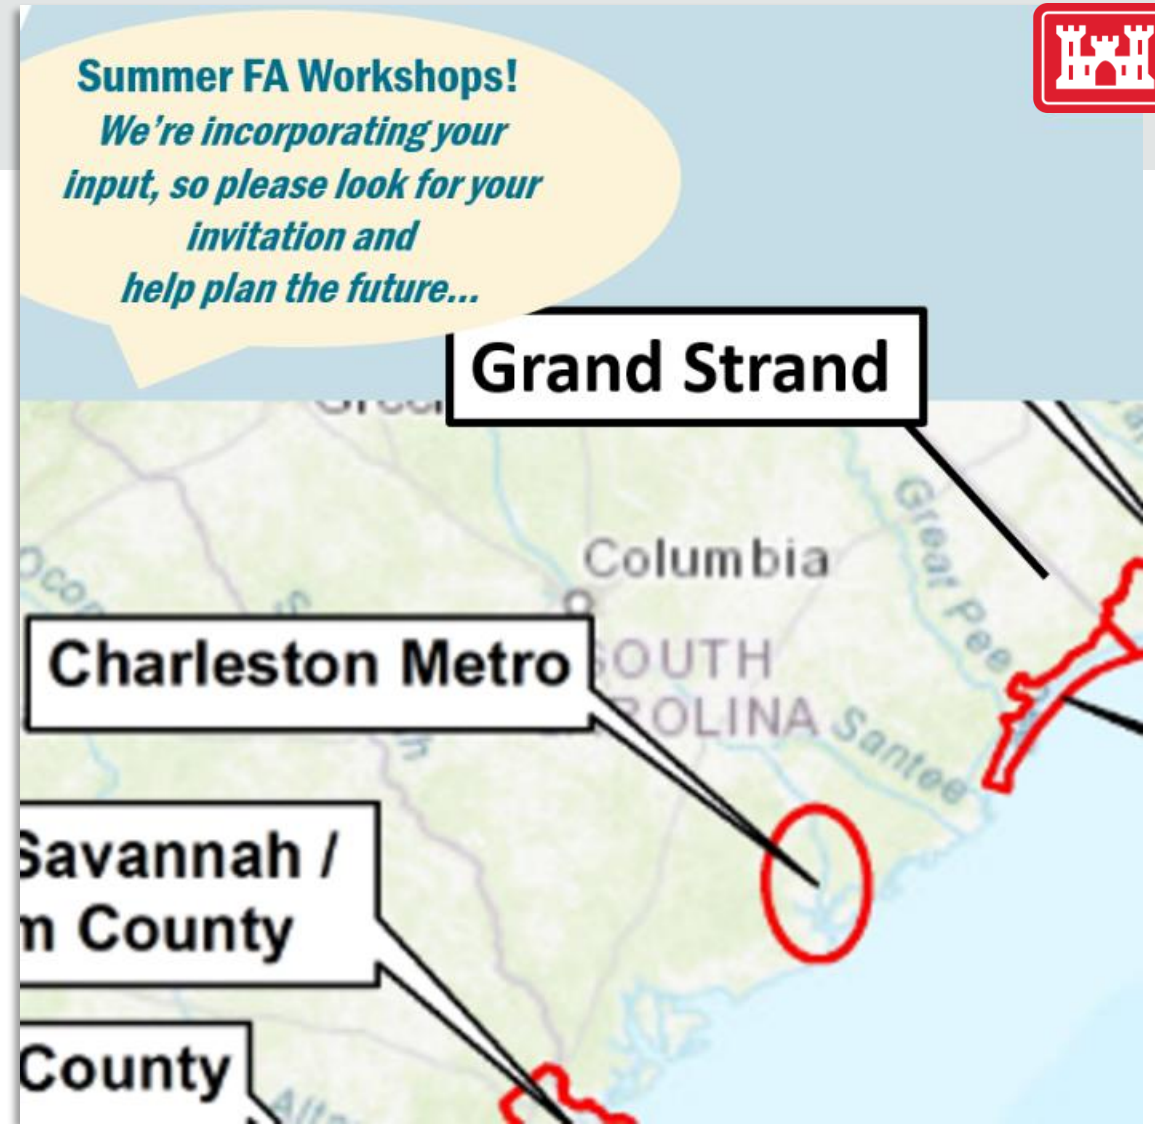 Summer FA Workshops!
We're incorporating your
input, so please look for your
invitation and
help plan the future...
Grand Strand
Columbia
Great Pee
Charleston Metro
SOUTH
Santee
Savannah /
County
County